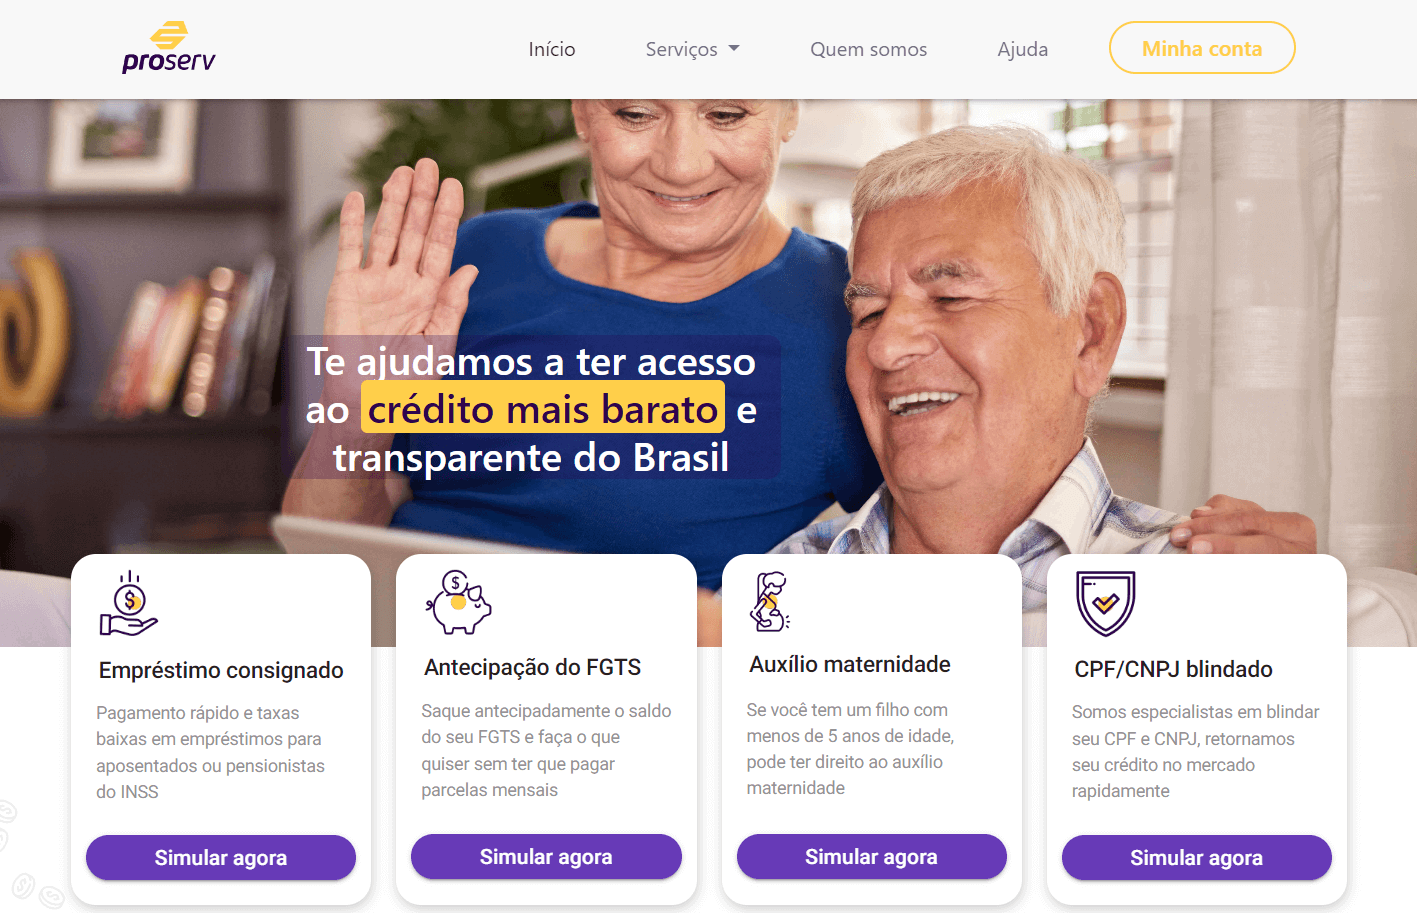 proserv
Início
Serviços
Quem somos
Ajuda
Minha conta
Te ajudamos a ter acesso
ao crédito mais barato e
transparente do Brasil
Empréstimo consignado
Pagamento rápido e taxas
baixas em empréstimos para
aposentados ou pensionistas
do INSS
Simular agora
Antecipação do FGTS
Saque antecipadamente o saldo
do seu FGTS e faça o que
quiser sem ter que pagar
parcelas mensais
Simular agora
Auxílio maternidade
Se você tem um filho com
menos de 5 anos de idade,
pode ter direito ao auxílio
maternidade
Simular agora
CPF/CNPJ blindado
Somos especialistas em blindar
seu CPF e CNPJ, retornamos
seu crédito no mercado
rapidamente
Simular agora